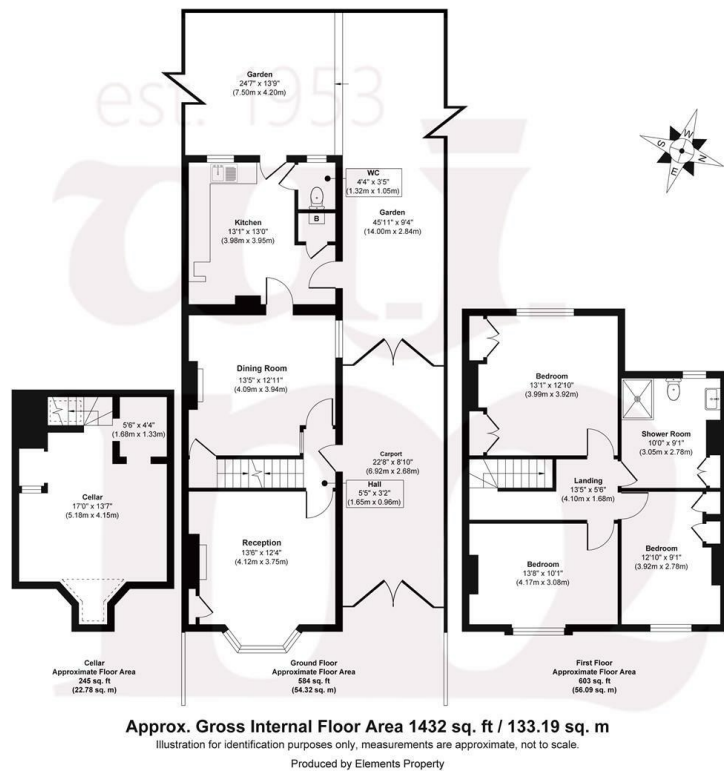 est. 1953
Garden
24'7" x 13'9"
(7.50m x 4.20m)
WC
4'4" x 3'5"
(1.32m x 1.05m)
W
S
N
E
B
Kitchen
13'1" x 13'0"
(3.98m x 3.95m)
Garden
45'11" x 9'4"
(14.00m x 2.84m)
Dining Room
13'5" x 12'11"
(4.09m x 3.94m)
Bedroom
13'1" x 12'10"
(3.99m x 3.92m)
5'6" x 4'4"
(1.68m x 1.33m)
Shower Room
10'0" x 9'1"
(3.05m x 2.78m)
Carport
22'8" x 8'10"
(6.92m x 2.68m)
Hall
5'5" x 3'2"
(1.65m x 0.96m)
Landing
13'5" x 5'6"
(4.10m x 1.68m)
Cellar
17'0" x 13'7"
(5.18m x 4.15m)
Reception
13'6" x 12'4"
(4.12m x 3.75m)
Bedroom
13'8" x 10'1"
(4.17m x 3.08m)
Bedroom
12'10" x 9'1"
(3.92m x 2.78m)
Cellar
Approximate Floor Area
245 sq. ft
(22.78 sq. m)
Ground Floor
Approximate Floor Area
584 sq. ft
(54.32 sq. m)
First Floor
Approximate Floor Area
603 sq. ft
(56.09 sq. m)
Approx. Gross Internal Floor Area 1432 sq. ft / 133.19 sq. m
Illustration for identification purposes only, measurements are approximate, not to scale.
Produced by Elements Property